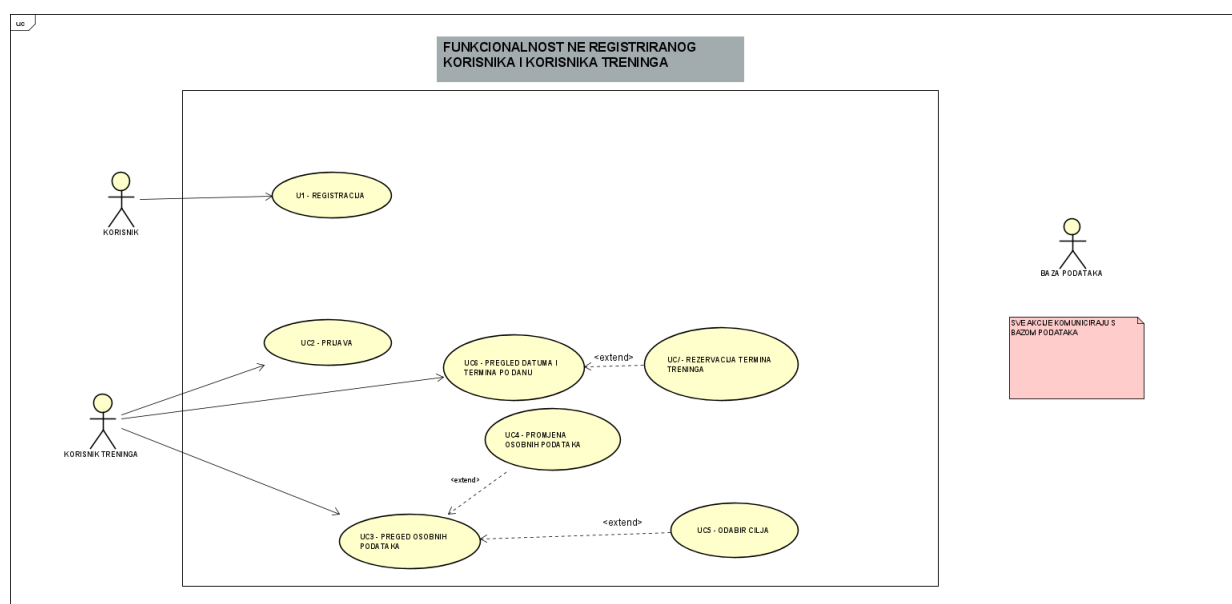 uc
FUNKCIONALNOST NE REGISTRIRANOG
KORISNIKA I KORISNIKA TRENINGA
U1 - REGISTRACIJA
KORISNIK
BAZA PODATAKA
SVE AKCIJE KOMUNICIRAJU S
BAZOM PODATAKA
UC2 - PRIJAVA
UC6 - PREGLED DATUMA I
TERMINA PO DANU
<extend>
UC/- REZERVACIJA TERMINA
TRENINGA
KORISNIK TRENINGA
UC4 - PROMJENA
OSOBNIH PODATAKA
<extend>
UC3 - PREGED OSOBNIH
PODATAKA
<extend>
UC5 - ODABIR CILJA